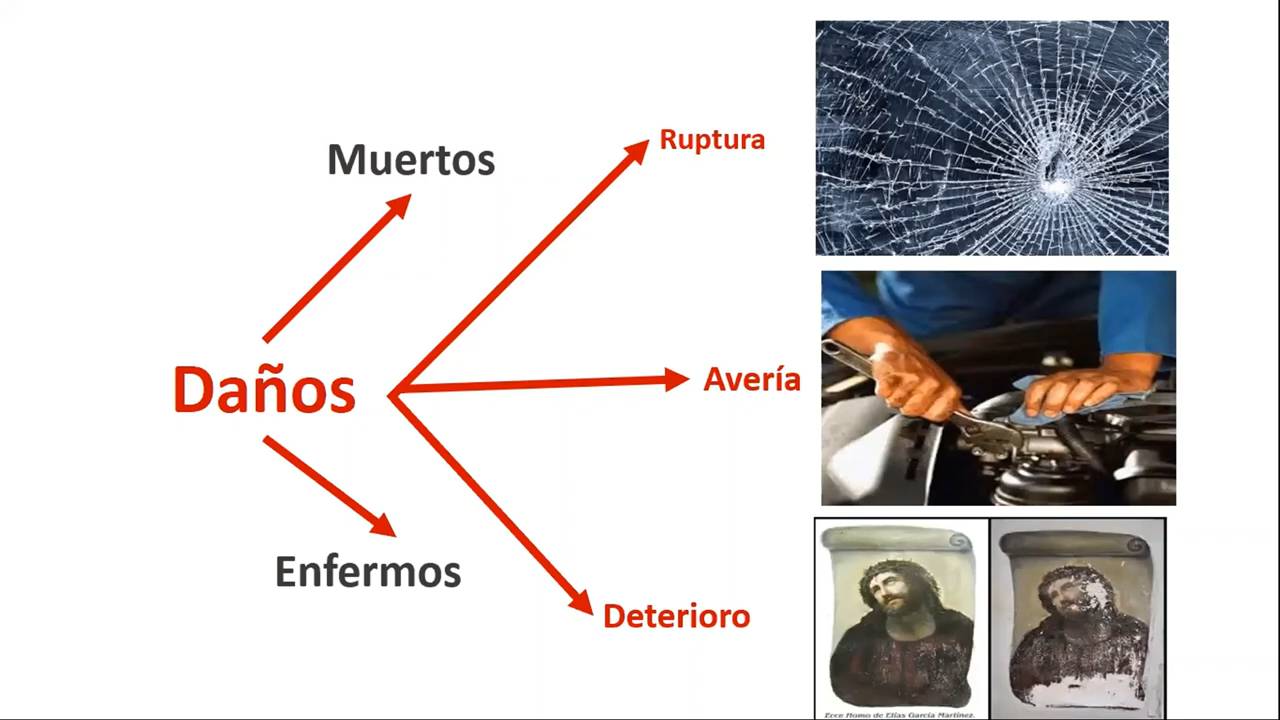 Muertos
Ruptura
Daños
Avería
Enfermos
Deterioro
Ecce Homo de Elías García Martínez.